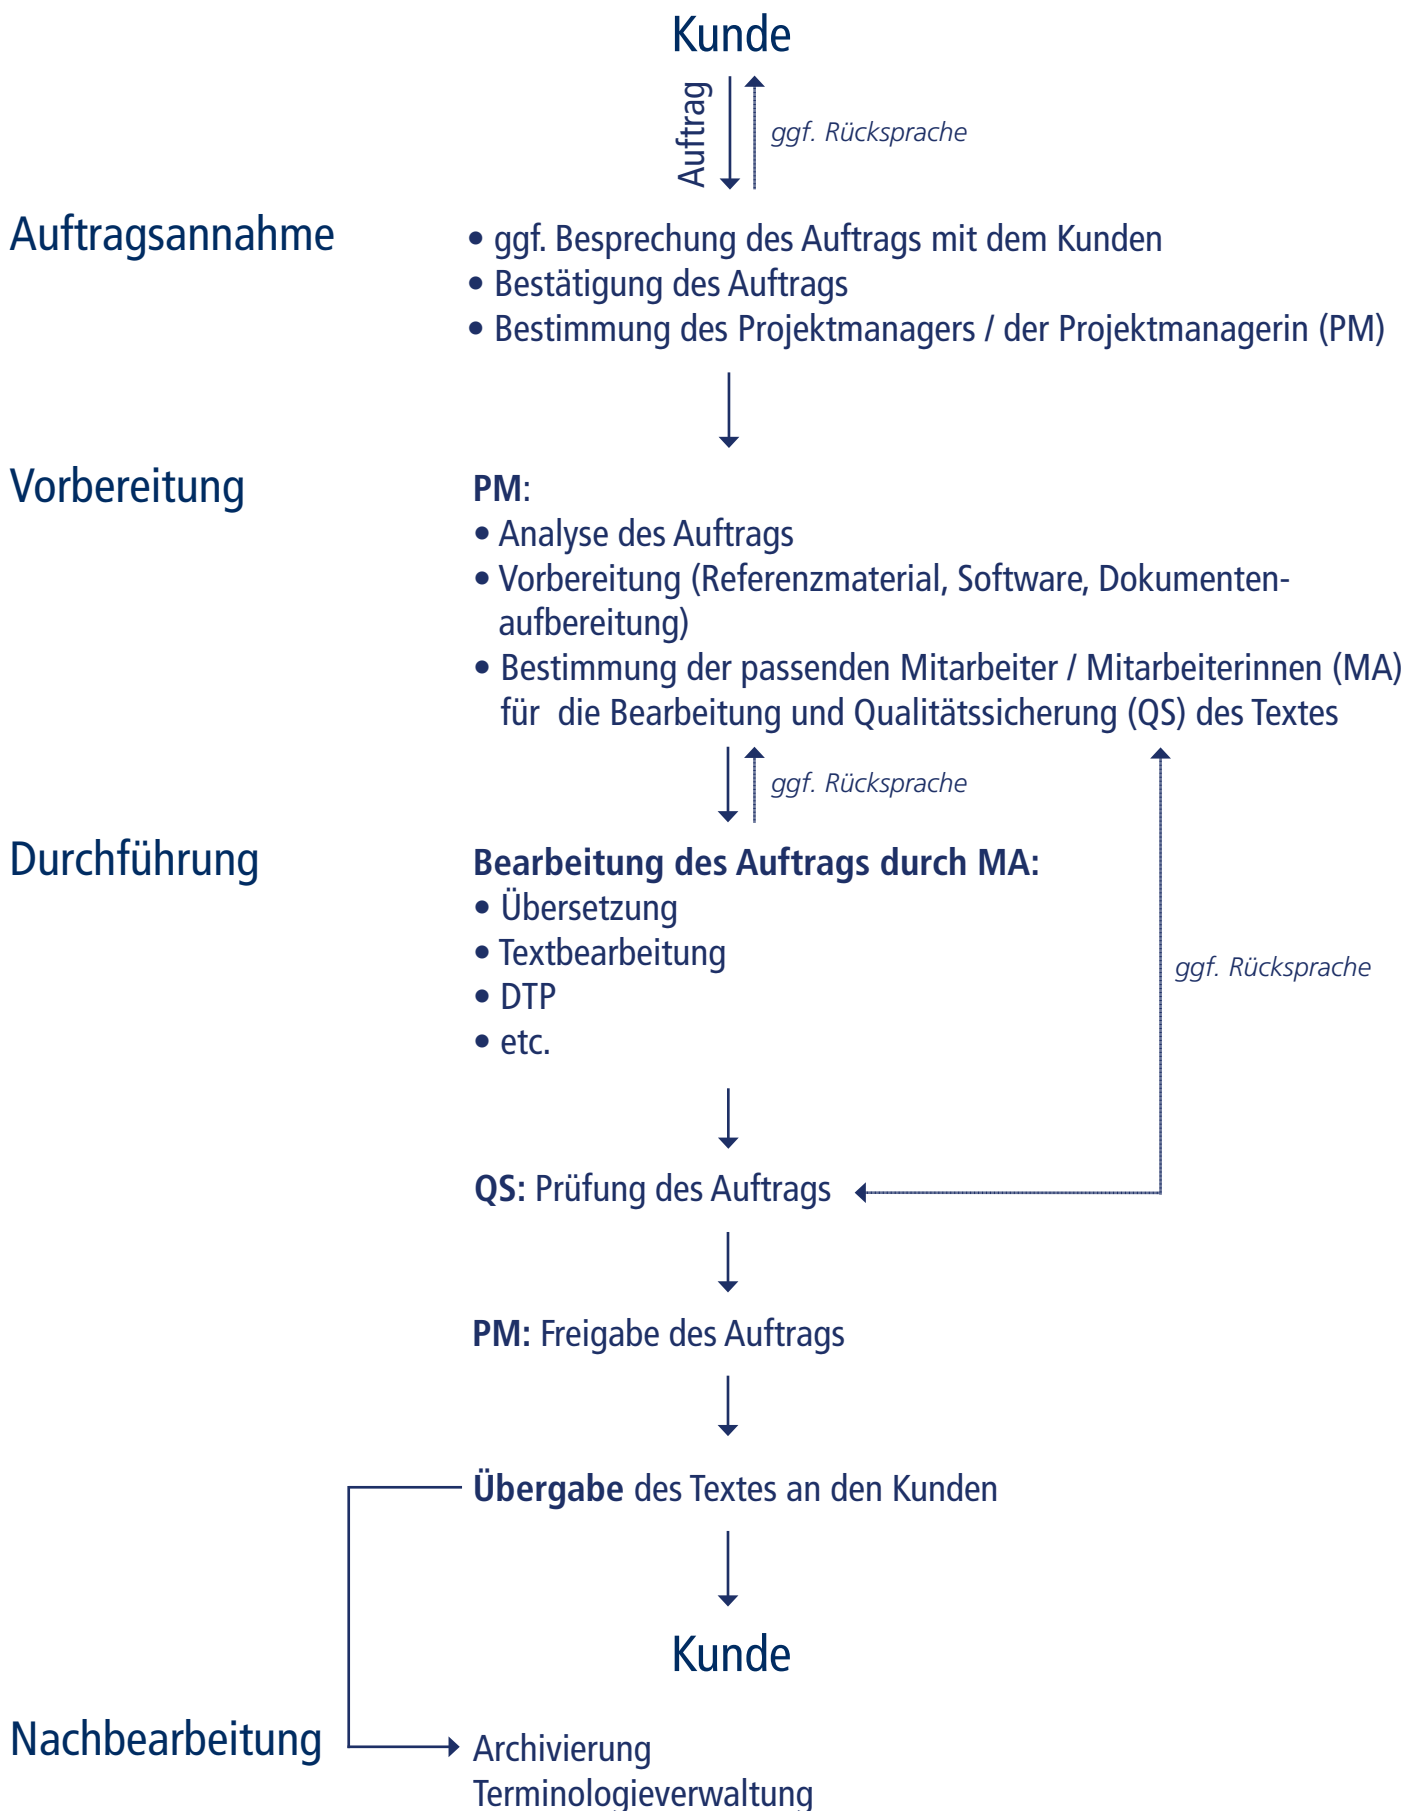 Kunde
Auftrag
ggf. Rücksprache
Auftragsannahme
• ggf. Besprechung des Auftrags mit dem Kunden
• Bestätigung des Auftrags
• Bestimmung des Projektmanagers / der Projektmanagerin (PM)
Vorbereitung
PM:
• Analyse des Auftrags
• Vorbereitung (Referenzmaterial, Software, Dokumenten-
aufbereitung)
• Bestimmung der passenden Mitarbeiter / Mitarbeiterinnen (MA)
für die Bearbeitung und Qualitätssicherung (QS) des Textes
ggf. Rücksprache
Durchführung
Bearbeitung des Auftrags durch MA:
• Übersetzung
• Textbearbeitung
• DTP
• etc.
ggf. Rücksprache
QS: Prüfung des Auftrags
PM: Freigabe des Auftrags
Übergabe des Textes an den Kunden
Kunde
Nachbearbeitung
Archivierung
Terminologieverwaltung